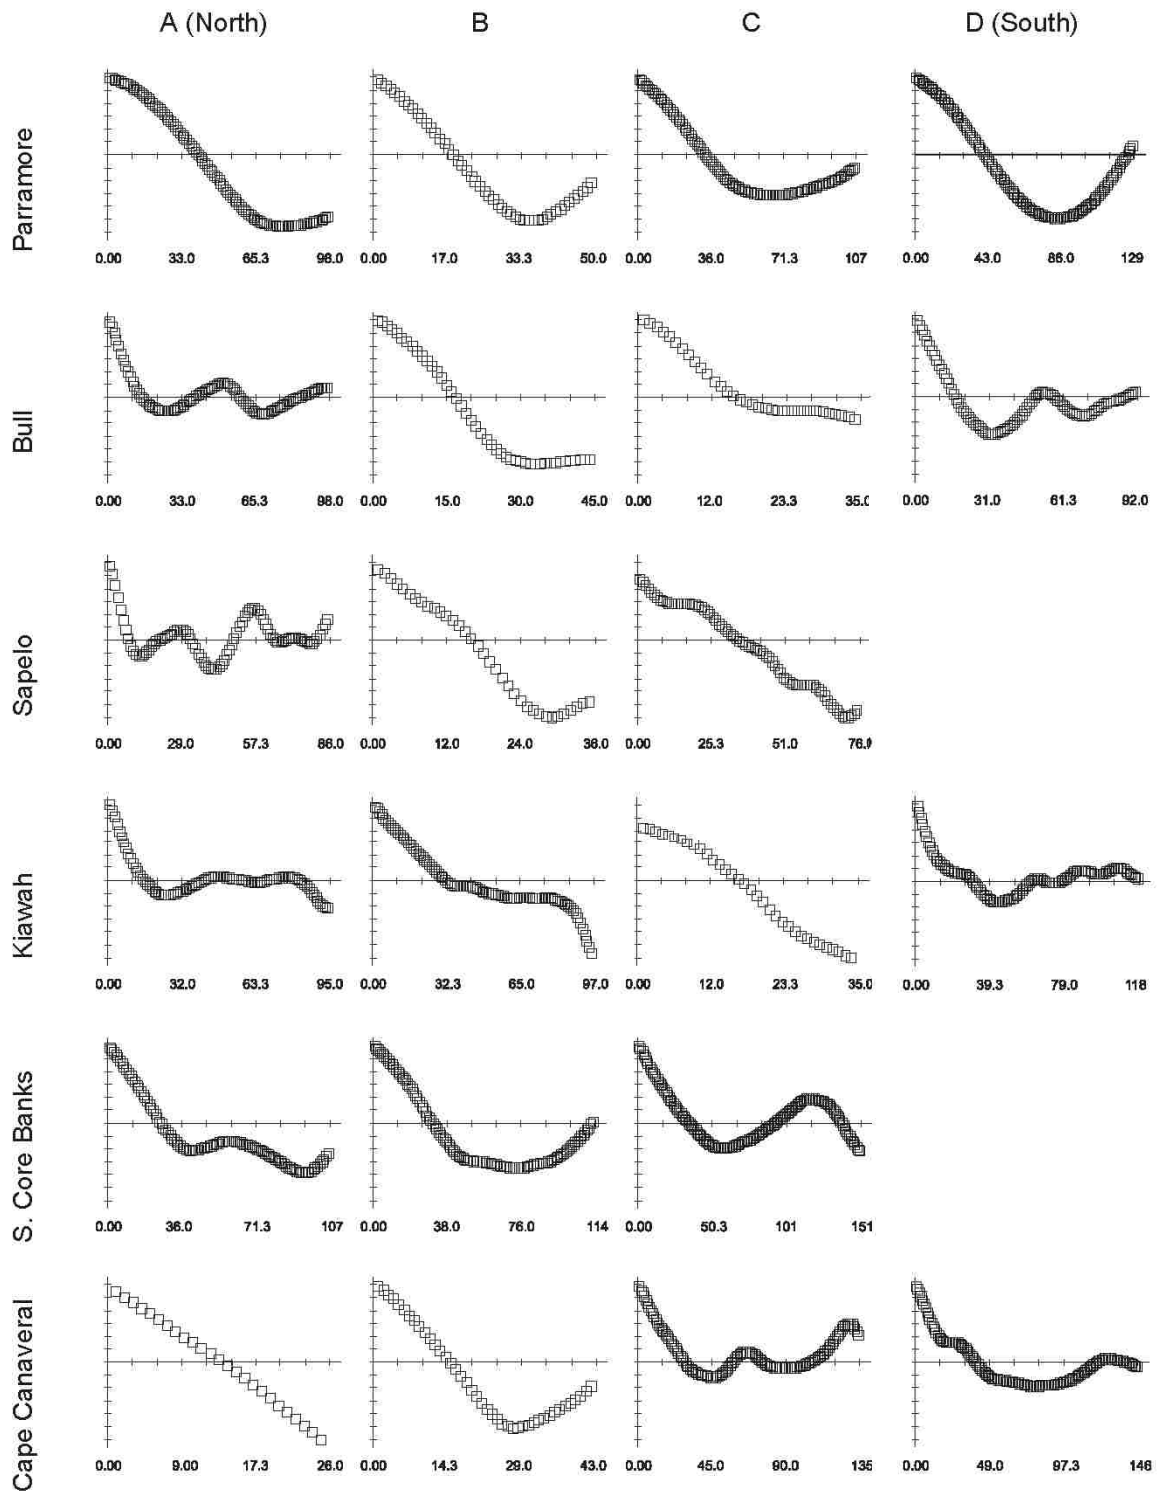 A (North) B C D (South)
Parramore
0.00 33.0 65.3 98.0 0.00 17.0 33.3 50.0 0.00 36.0 71.3 107 0.00 43.0 86.0 129
Bull
0.00 33.0 65.3 98.0 0.00 15.0 30.0 45.0 0.00 12.0 23.3 35.0 0.00 31.0 61.3 92.0
Sapelo
0.00 29.0 57.3 86.0 0.00 12.0 24.0 36.0 0.00 25.3 51.0
Kiawah
0.00 32.0 63.3 95.0 0.00 32.3 65.0 97.0 0.00 12.0 23.3 35.0 0.00 39.3 79.0 118
S. Core Banks
0.00 36.0 71.3 107 0.00 38.0 76.0 114 0.00 50.3 101 151
Cape Canaveral
0.00 9.00 17.3 26.0 0.00 14.3 29.0 43.0 0.00 45.0 90.0 135 0.00 49.0 97.3 146